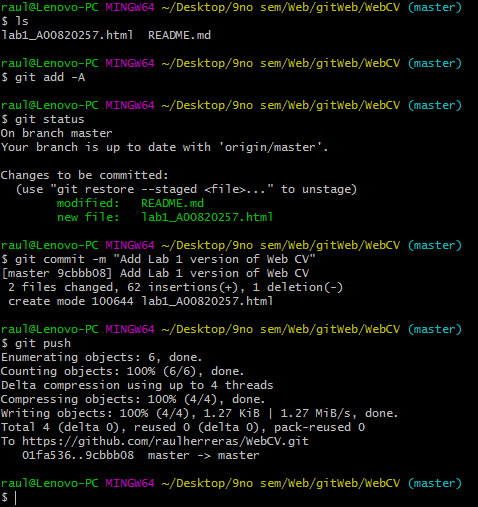 raul@Lenovo-PC MINGW64 ~/Desktop/9no sem/Web/gitWeb/WebCV (master)
$ ls
lab1_A00820257.html  README.md
raul@Lenovo-PC MINGW64 ~/Desktop/9no sem/Web/gitWeb/WebCV (master)
$ git add -A
raul@Lenovo-PC MINGW64 ~/Desktop/9no sem/Web/gitWeb/WebCV (master)
$ git status
On branch master
Your branch is up to date with 'origin/master'.
Changes to be committed:
  (use "git restore --staged <file>..." to unstage)
        modified:   README.md
        new file:   lab1_A00820257.html
raul@Lenovo-PC MINGW64 ~/Desktop/9no sem/Web/gitWeb/WebCV (master)
$ git commit -m "Add Lab 1 version of Web CV"
[master 9cbbb08] Add Lab 1 version of Web CV
 2 files changed, 62 insertions(+), 1 deletion(-)
 create mode 100644 lab1_A00820257.html
raul@Lenovo-PC MINGW64 ~/Desktop/9no sem/Web/gitWeb/WebCV (master)
$ git push
Enumerating objects: 6, done.
Counting objects: 100% (6/6), done.
Delta compression using up to 4 threads
Compressing objects: 100% (4/4), done.
Writing objects: 100% (4/4), 1.27 KiB | 1.27 MiB/s, done.
Total 4 (delta 0), reused 0 (delta 0), pack-reused 0
To https://github.com/raulherreras/WebCV.git
   01fa536..9cbbb08  master -> master
raul@Lenovo-PC MINGW64 ~/Desktop/9no sem/Web/gitWeb/WebCV (master)
$